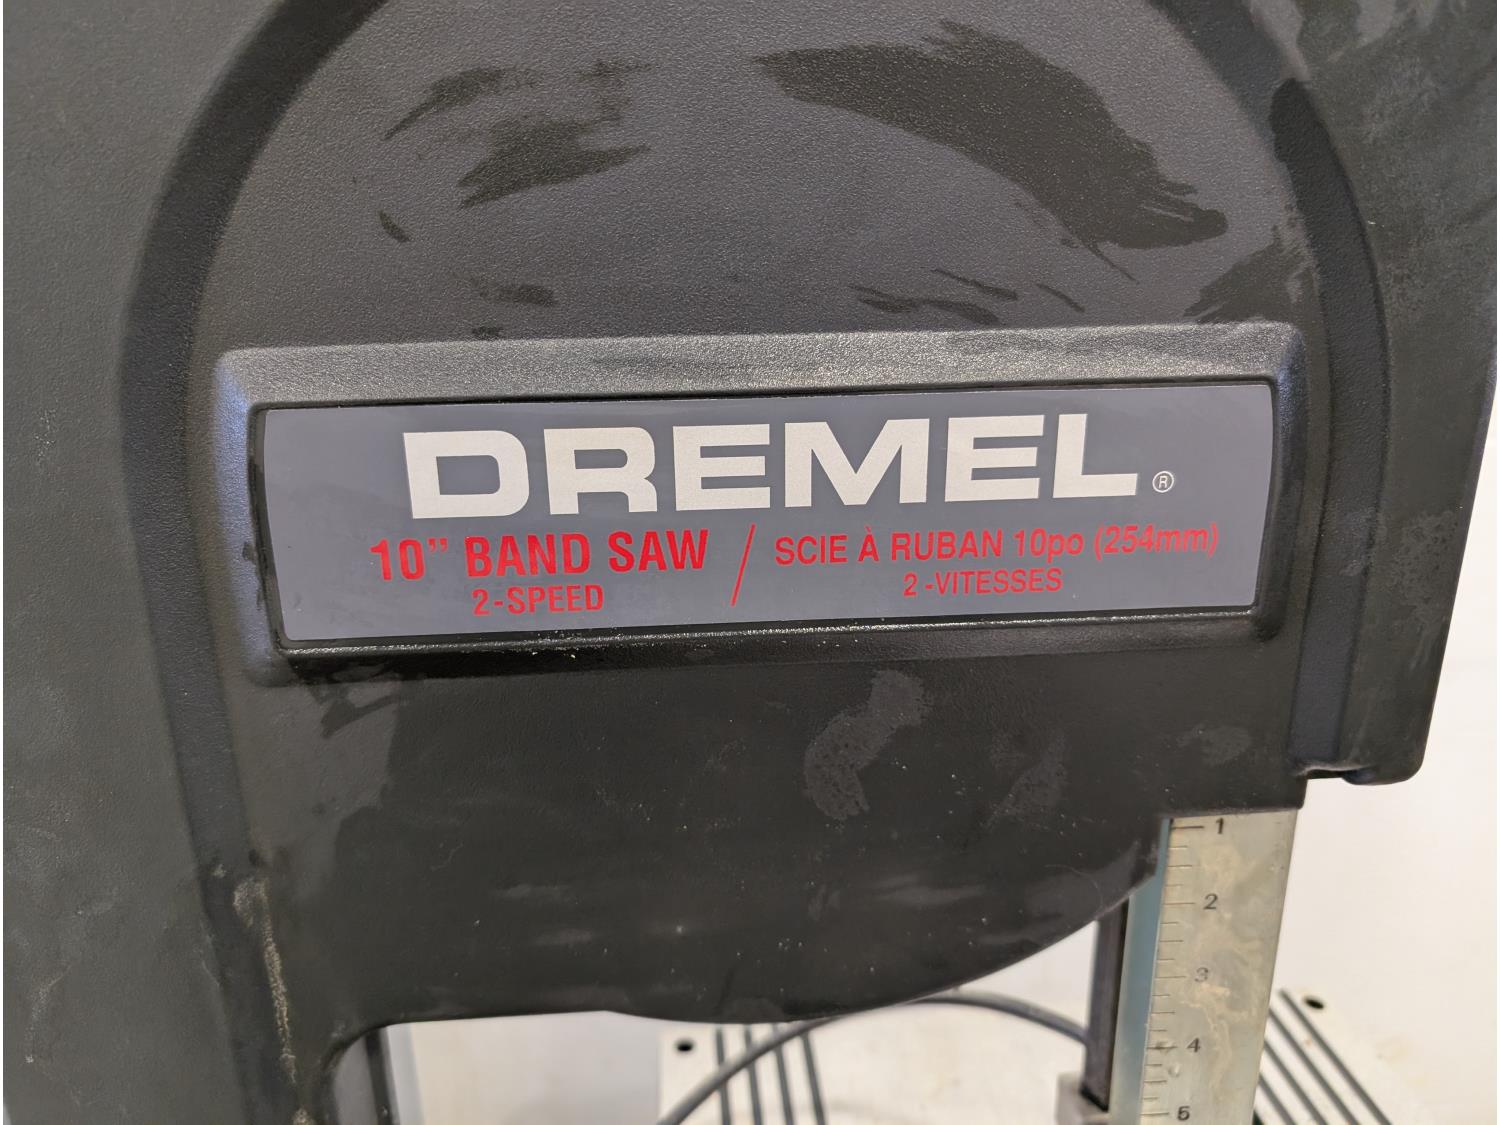 DREMEL®
10" BAND SAW / SCIE À RUBAN 10po (254mm)
2-SPEED 2-VITESSES
1
2
3
4
5